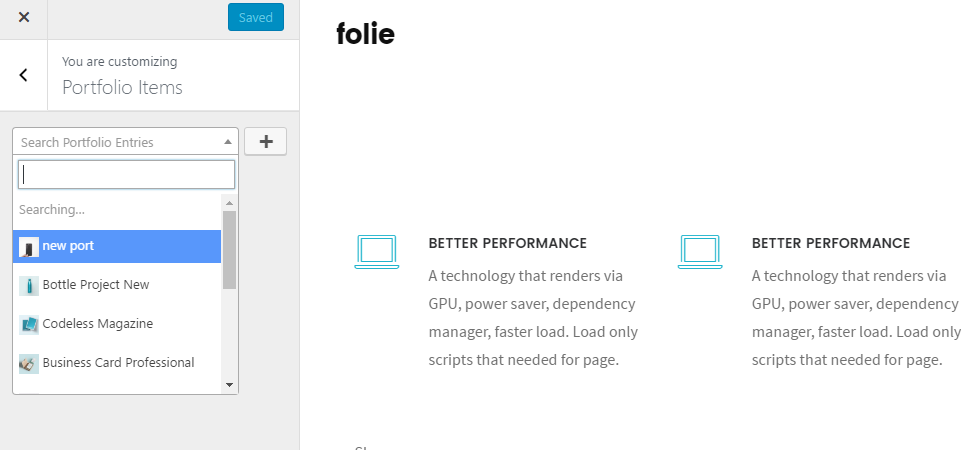 Saved
You are customizing
Portfolio Items
Search Portfolio Entries
Searching...
new port
Bottle Project New
Codeless Magazine
Business Card Professional
folie
BETTER PERFORMANCE
A technology that renders via
GPU, power saver, dependency
manager, faster load. Load only
scripts that needed for page.
BETTER PERFORMANCE
A technology that renders via
GPU, power saver, dependency
manager, faster load. Load only
scripts that needed for page.